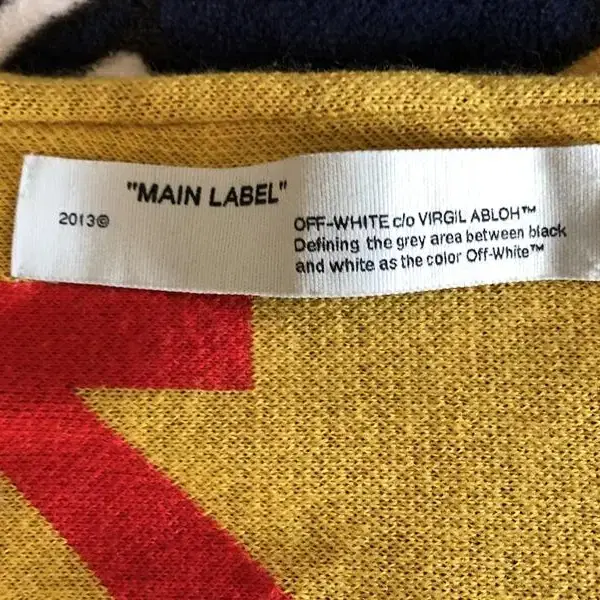 "MAIN LABEL"
2013©
OFF-WHITE c/o VIRGIL ABLOH™
Defining the grey area between black
and white as the color Off-White™